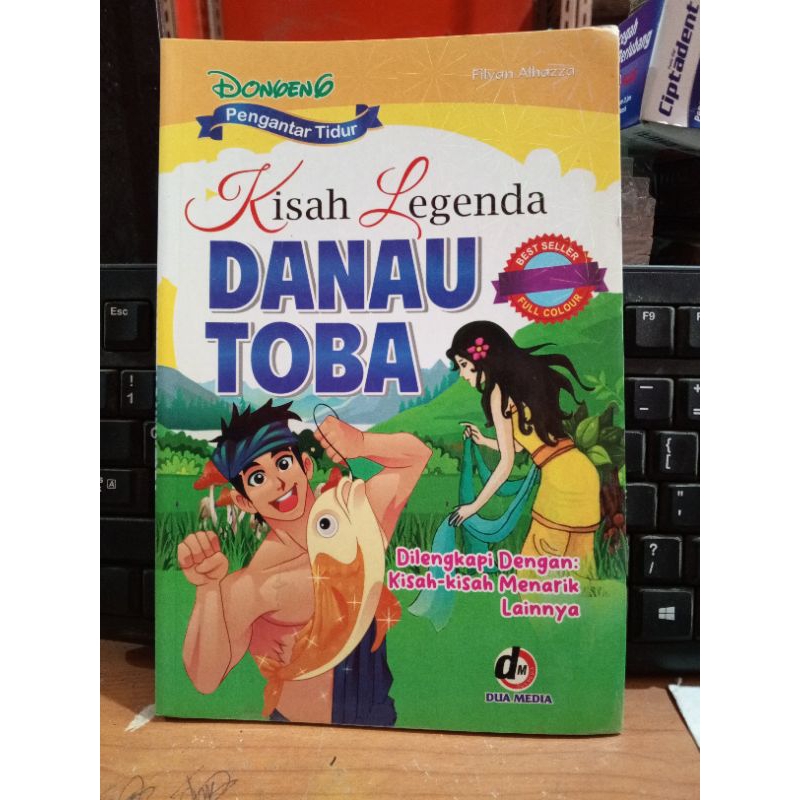 Filyan Alhazza
DONGENG
Pengantar Tidur
Kisah Legenda
DANAU
TOBA
BEST SELLER
FULL COLOUR
Dilengkapi Dengan:
Kisah-kisah Menarik
Lainnya
dM
DUA MEDIA
Ciptadent
Esc
!
1
A
F9
F
-
+
=
{
[
"
'
?
/